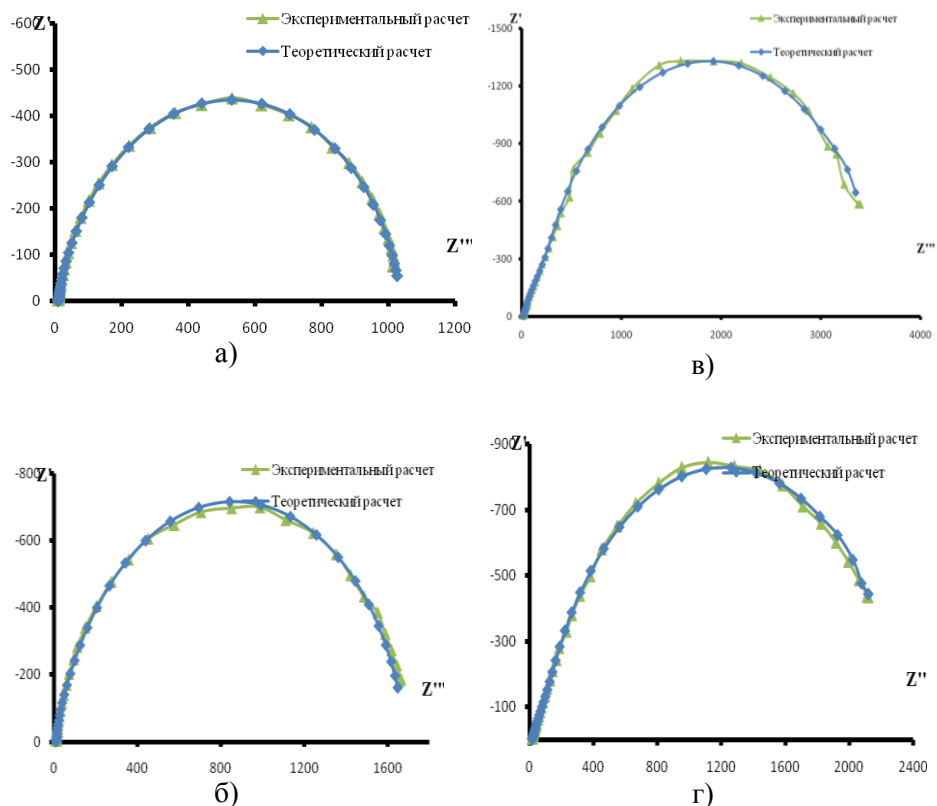 Z'
Экспериментальный расчет
Теоретический расчет
-600
-500
-400
-300
-200
-100
0
Z'''
0 200 400 600 800 1000 1200
а)
Z'
Экспериментальный расчет
Теоретический расчет
-1500
-1200
-900
-600
-300
0
Z'''
0 1000 2000 3000 4000
в)
Z'
Экспериментальный расчет
Теоретический расчет
-800
-600
-400
-200
0
Z'''
0 400 800 1200 1600
б)
Z'
Экспериментальный расчет
Теоретический расчет
-900
-700
-500
-300
-100
Z''
0 400 800 1200 1600 2000 2400
г)